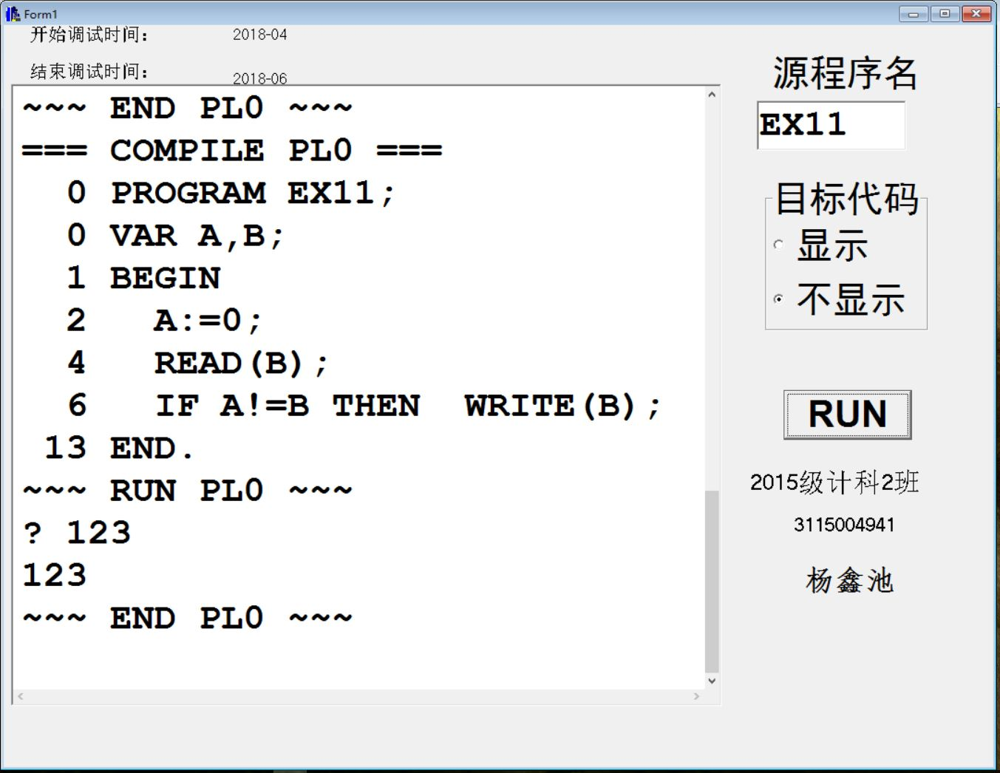 Form1
开始调试时间： 2018-04
结束调试时间： 2018-06
~~~ END PL0 ~~~
=== COMPILE PL0 ===
0 PROGRAM EX11;
0 VAR A,B;
1 BEGIN
2 A:=0;
4 READ(B);
6 IF A!=B THEN WRITE(B);
13 END.
~~~ RUN PL0 ~~~
? 123
123
~~~ END PL0 ~~~
源程序名
EX11
目标代码
显示
不显示
RUN
2015级计科2班
3115004941
杨鑫池